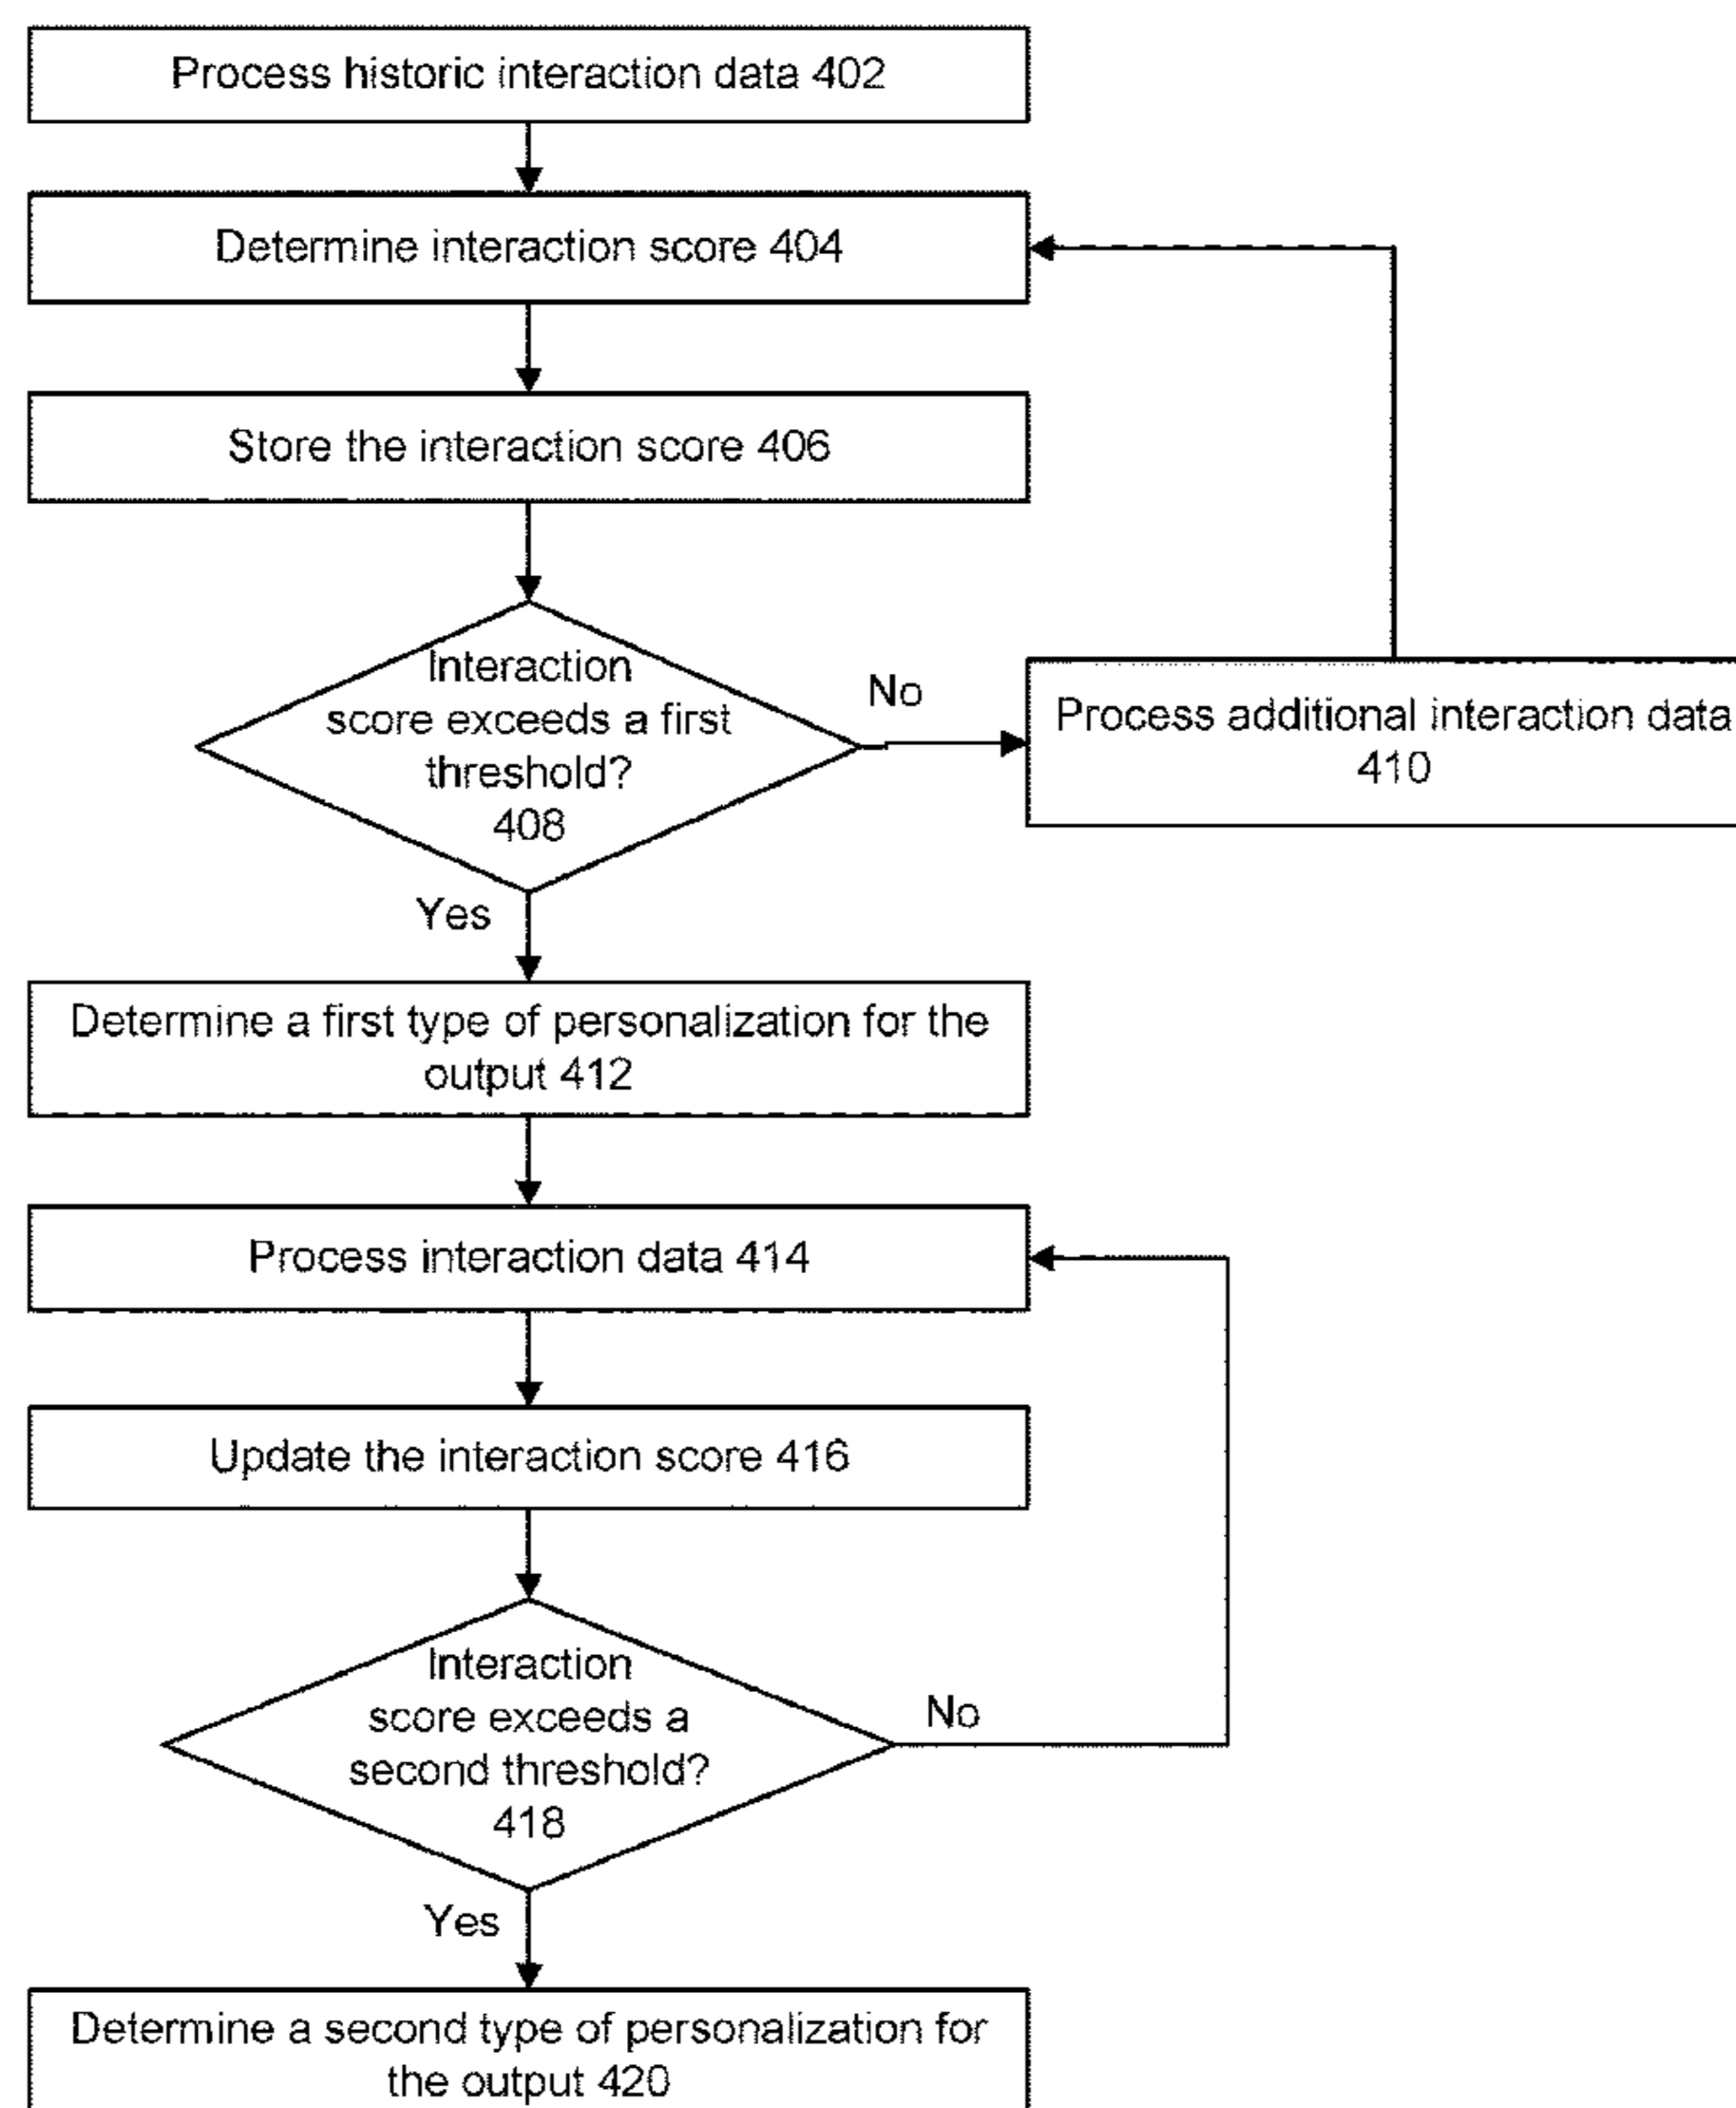 Process historic interaction data 402
Determine interaction score 404
Store the interaction score 406
Interaction
score exceeds a first
threshold?
408
No
Process additional interaction data
410
Yes
Determine a first type of personalization for the
output 412
Process interaction data 414
Update the interaction score 416
Interaction
score exceeds a
second threshold?
418
No
Yes
Determine a second type of personalization for
the output 420